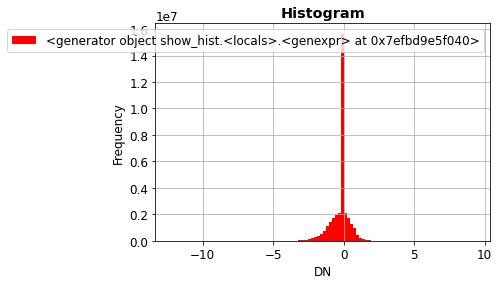 Histogram
1e7
<generator object show_hist.<locals>.<genexpr> at 0x7efbd9e5f040>
1.6
1.4
1.2
1.0
0.8
0.6
0.4
0.2
0.0
Frequency
−10
−5
0
5
10
DN